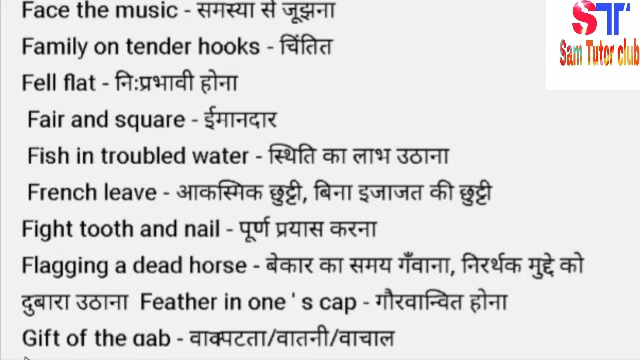 Face the music - समस्या से जूझना
Family on tender hooks - चिंतित
Fell flat - निःप्रभावी होना
Fair and square - ईमानदार
Fish in troubled water - स्थिति का लाभ उठाना
French leave - आकस्मिक छुट्टी, बिना इजाजत की छुट्टी
Fight tooth and nail - पूर्ण प्रयास करना
Flagging a dead horse - बेकार का समय गँवाना, निरर्थक मुद्दे को
दुबारा उठाना Feather in one ' s cap - गौरवान्वित होना
Gift of the gab - वाक्पटता/वातनी/वाचाल
ST
Sam Tutor club